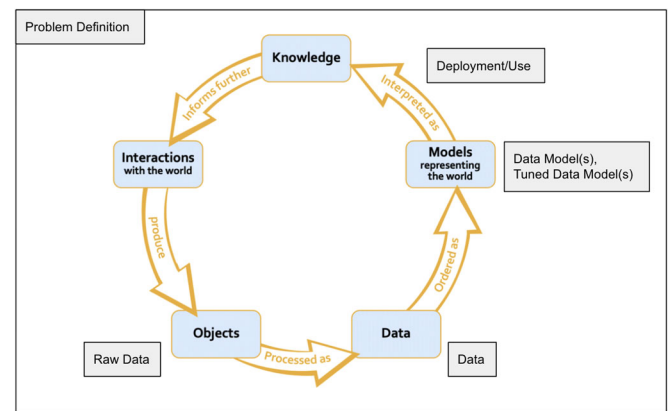 Problem Definition
Knowledge
Deployment/Use
Informs further
Interpreted as
Interactions
with the world
Models
representing
the world
Data Model(s),
Tuned Data Model(s)
produce
Ordered as
Objects
Data
Processed as
Raw Data
Data